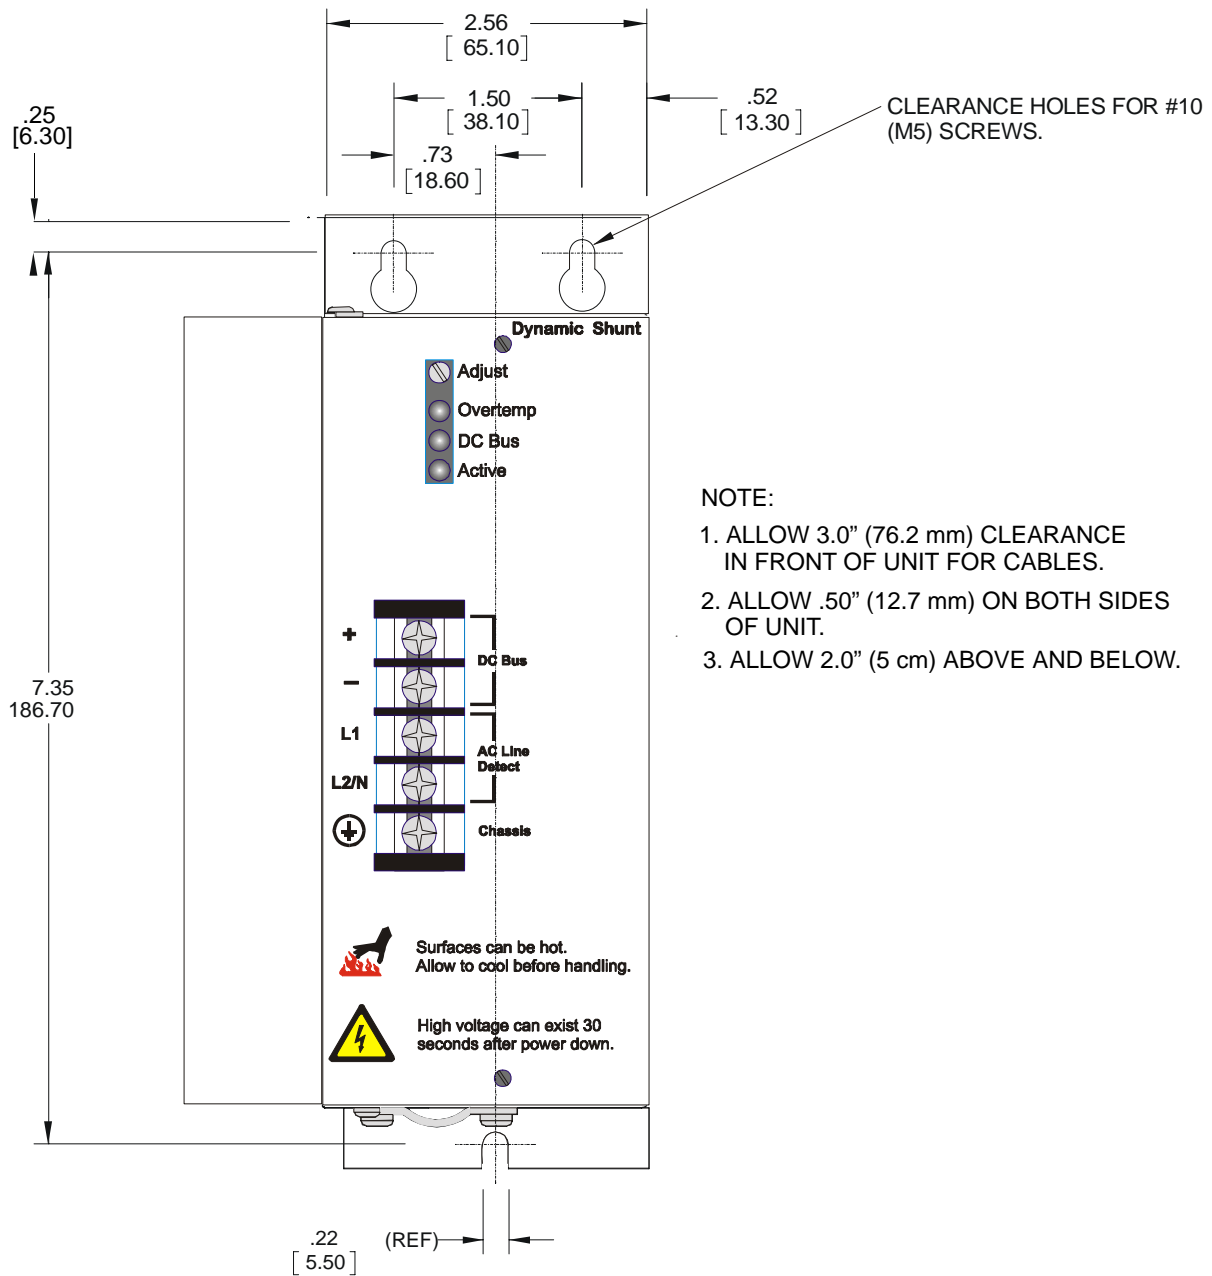 2.56
[ 65.10]
1.50
[ 38.10]
.52
[ 13.30 ]
CLEARANCE HOLES FOR #10
(M5) SCREWS.
.25
[6.30]
.73
[18.60 ]
Dynamic Shunt
Adjust
Overtemp
DC Bus
Active
NOTE:
1. ALLOW 3.0” (76.2 mm) CLEARANCE
IN FRONT OF UNIT FOR CABLES.
2. ALLOW .50” (12.7 mm) ON BOTH SIDES
OF UNIT.
3. ALLOW 2.0” (5 cm) ABOVE AND BELOW.
+
DC Bus
–
7.35
186.70
L1
AC Line
Detect
L2/N
Chassis
Surfaces can be hot.
Allow to cool before handling.
High voltage can exist 30
seconds after power down.
.22
[ 5.50 ]
(REF)